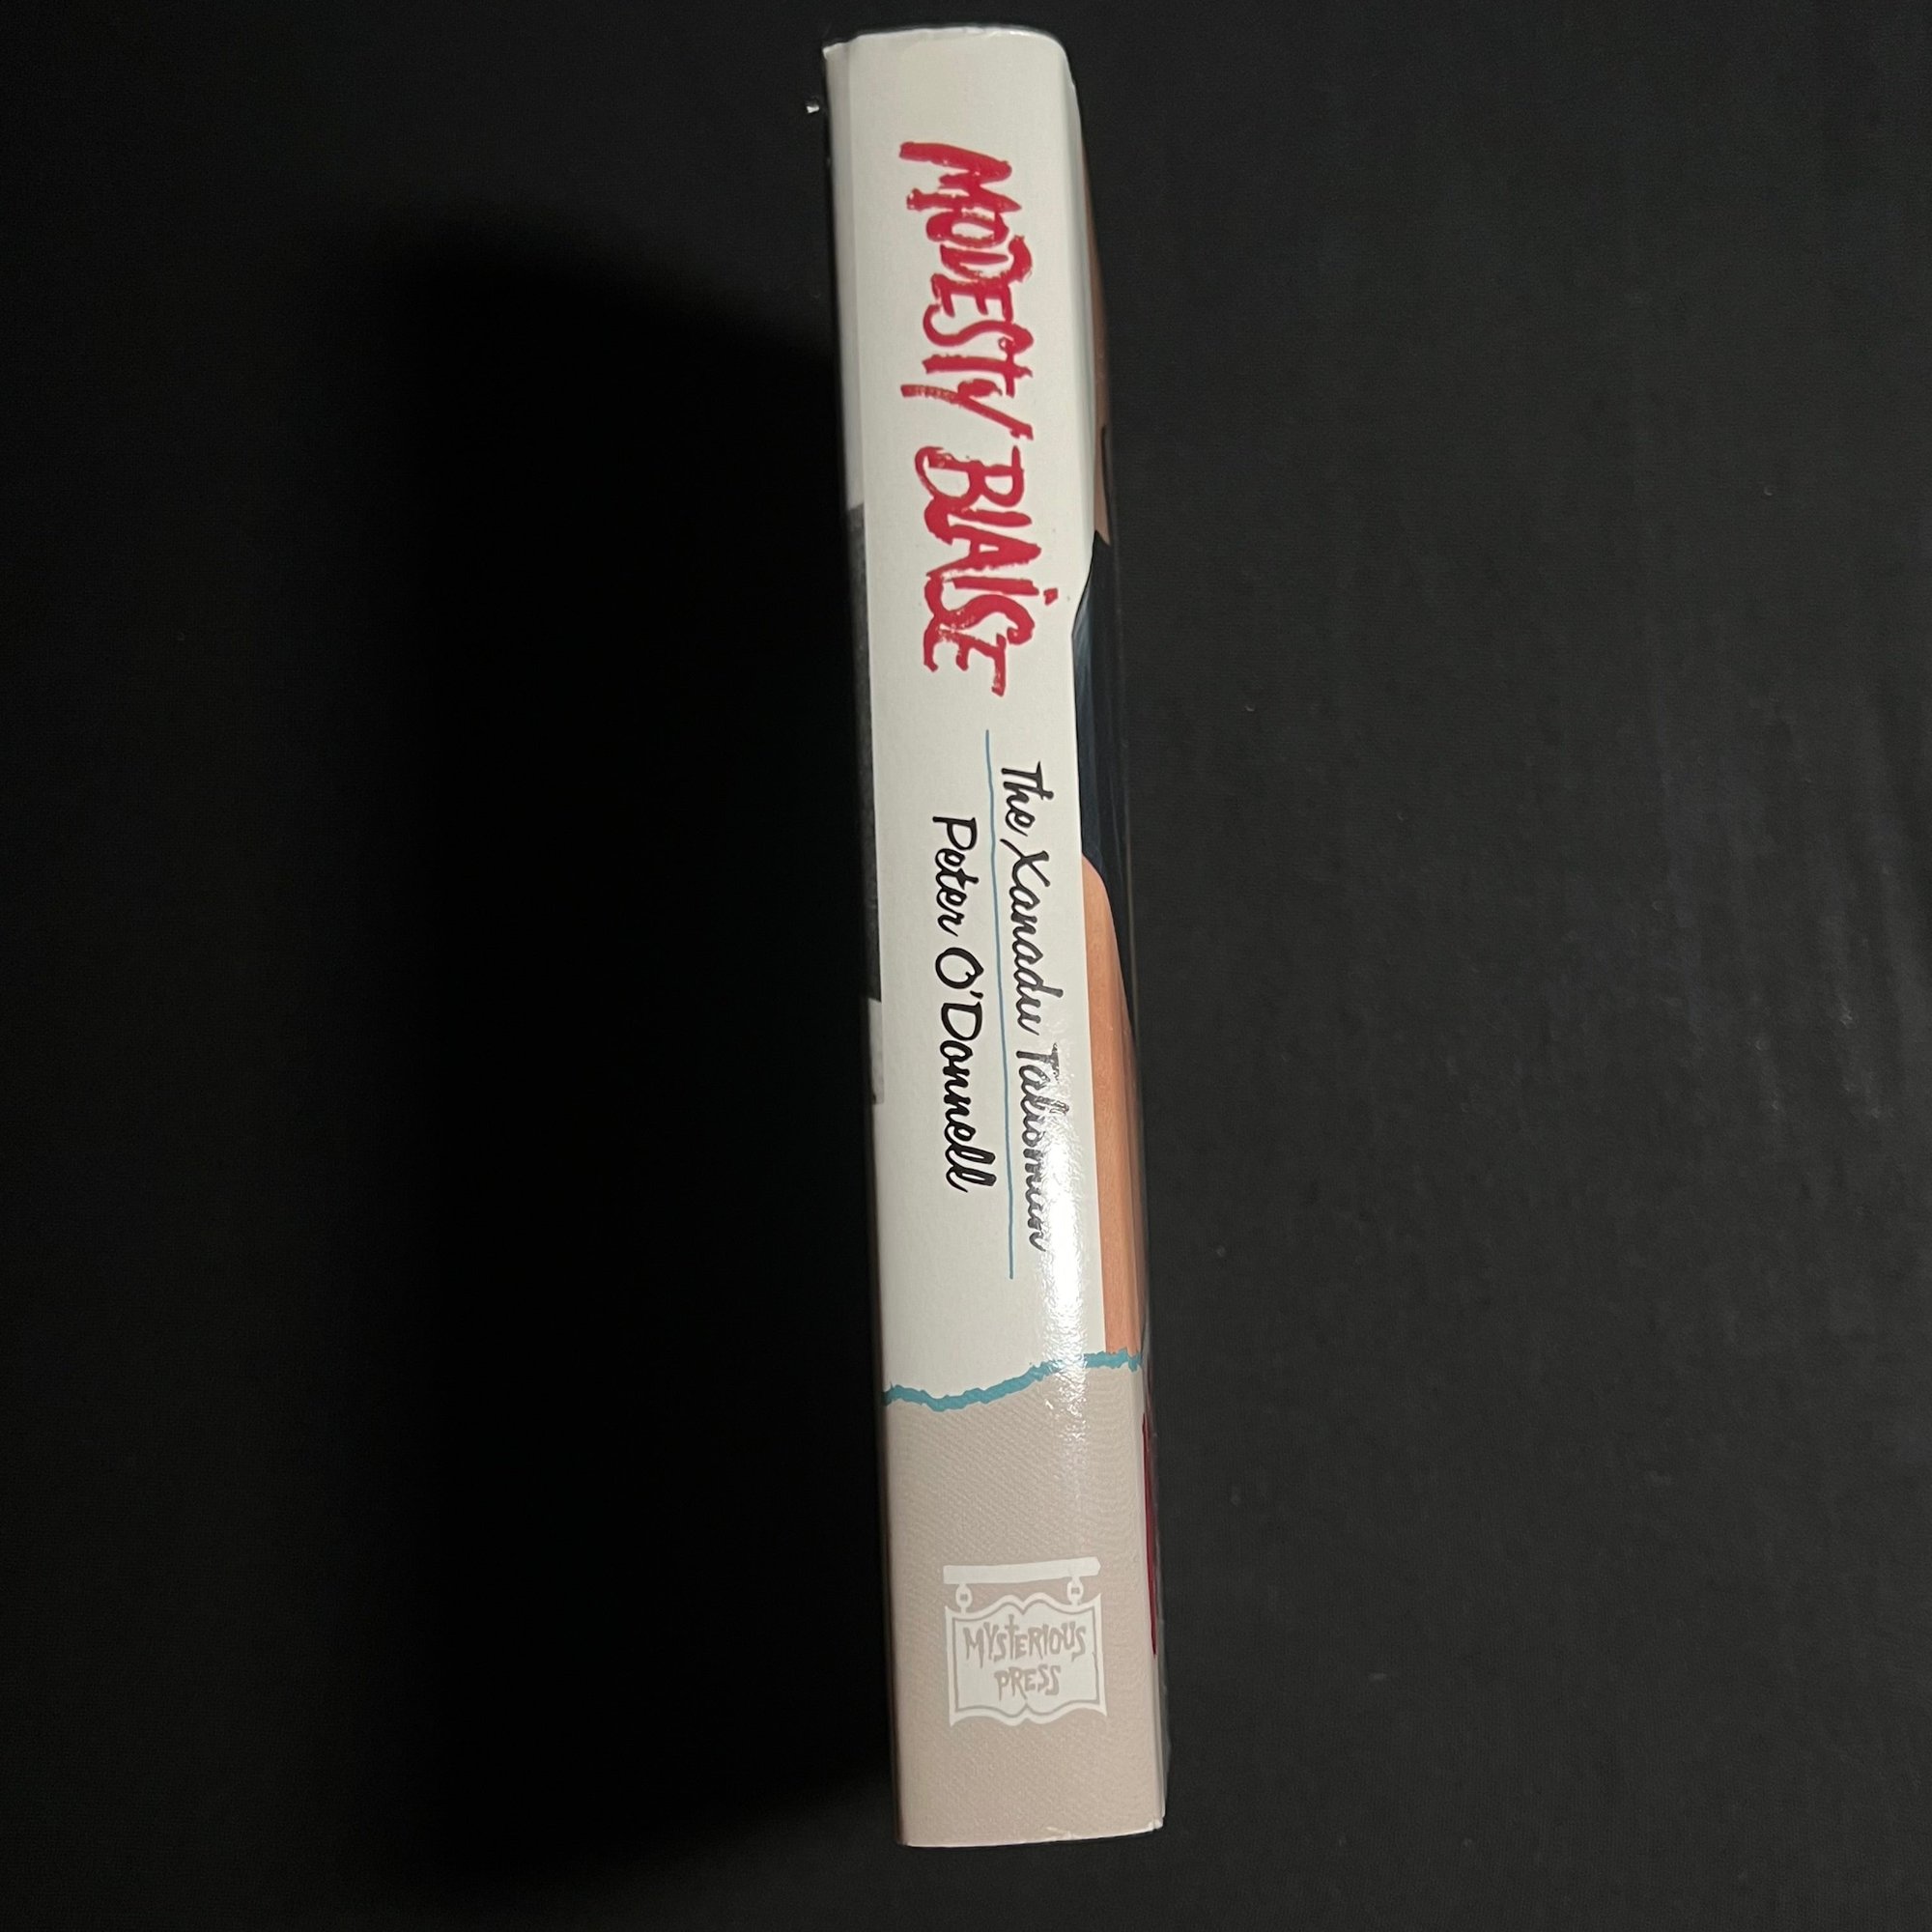 MODESTY BLAISE
The Xanadu Talisman
Peter O'Donnell
MYSTERIOUS
PRESS